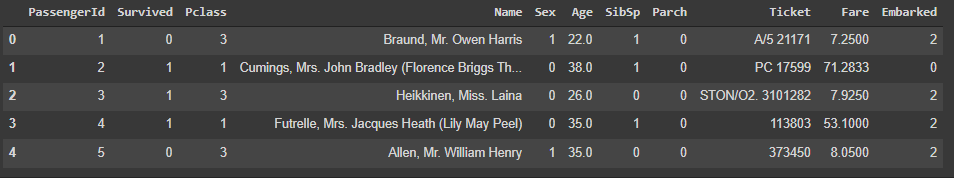 PassengerId Survived Pclass Name Sex Age SibSp Parch Ticket Fare Embarked
0 1 0 3 Braund, Mr. Owen Harris 1 22.0 1 0 A/5 21171 7.2500 2
1 2 1 1 Cumings, Mrs. John Bradley (Florence Briggs Th... 0 38.0 1 0 PC 17599 71.2833 0
2 3 1 3 Heikkinen, Miss. Laina 0 26.0 0 0 STON/O2. 3101282 7.9250 2
3 4 1 1 Futrelle, Mrs. Jacques Heath (Lily May Peel) 0 35.0 1 0 113803 53.1000 2
4 5 0 3 Allen, Mr. William Henry 1 35.0 0 0 373450 8.0500 2